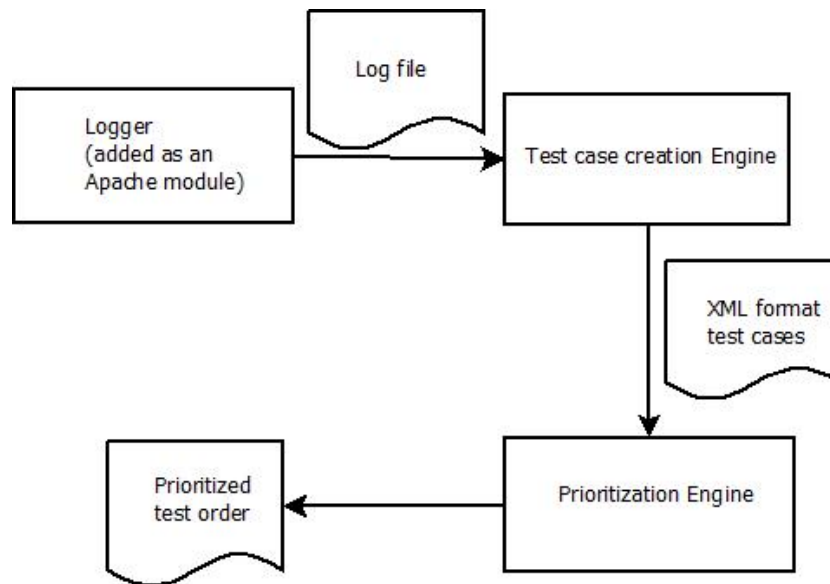 Log file
Logger
(added as an
Apache module)
Test case creation Engine
XML format
test cases
Prioritization Engine
Prioritized
test order